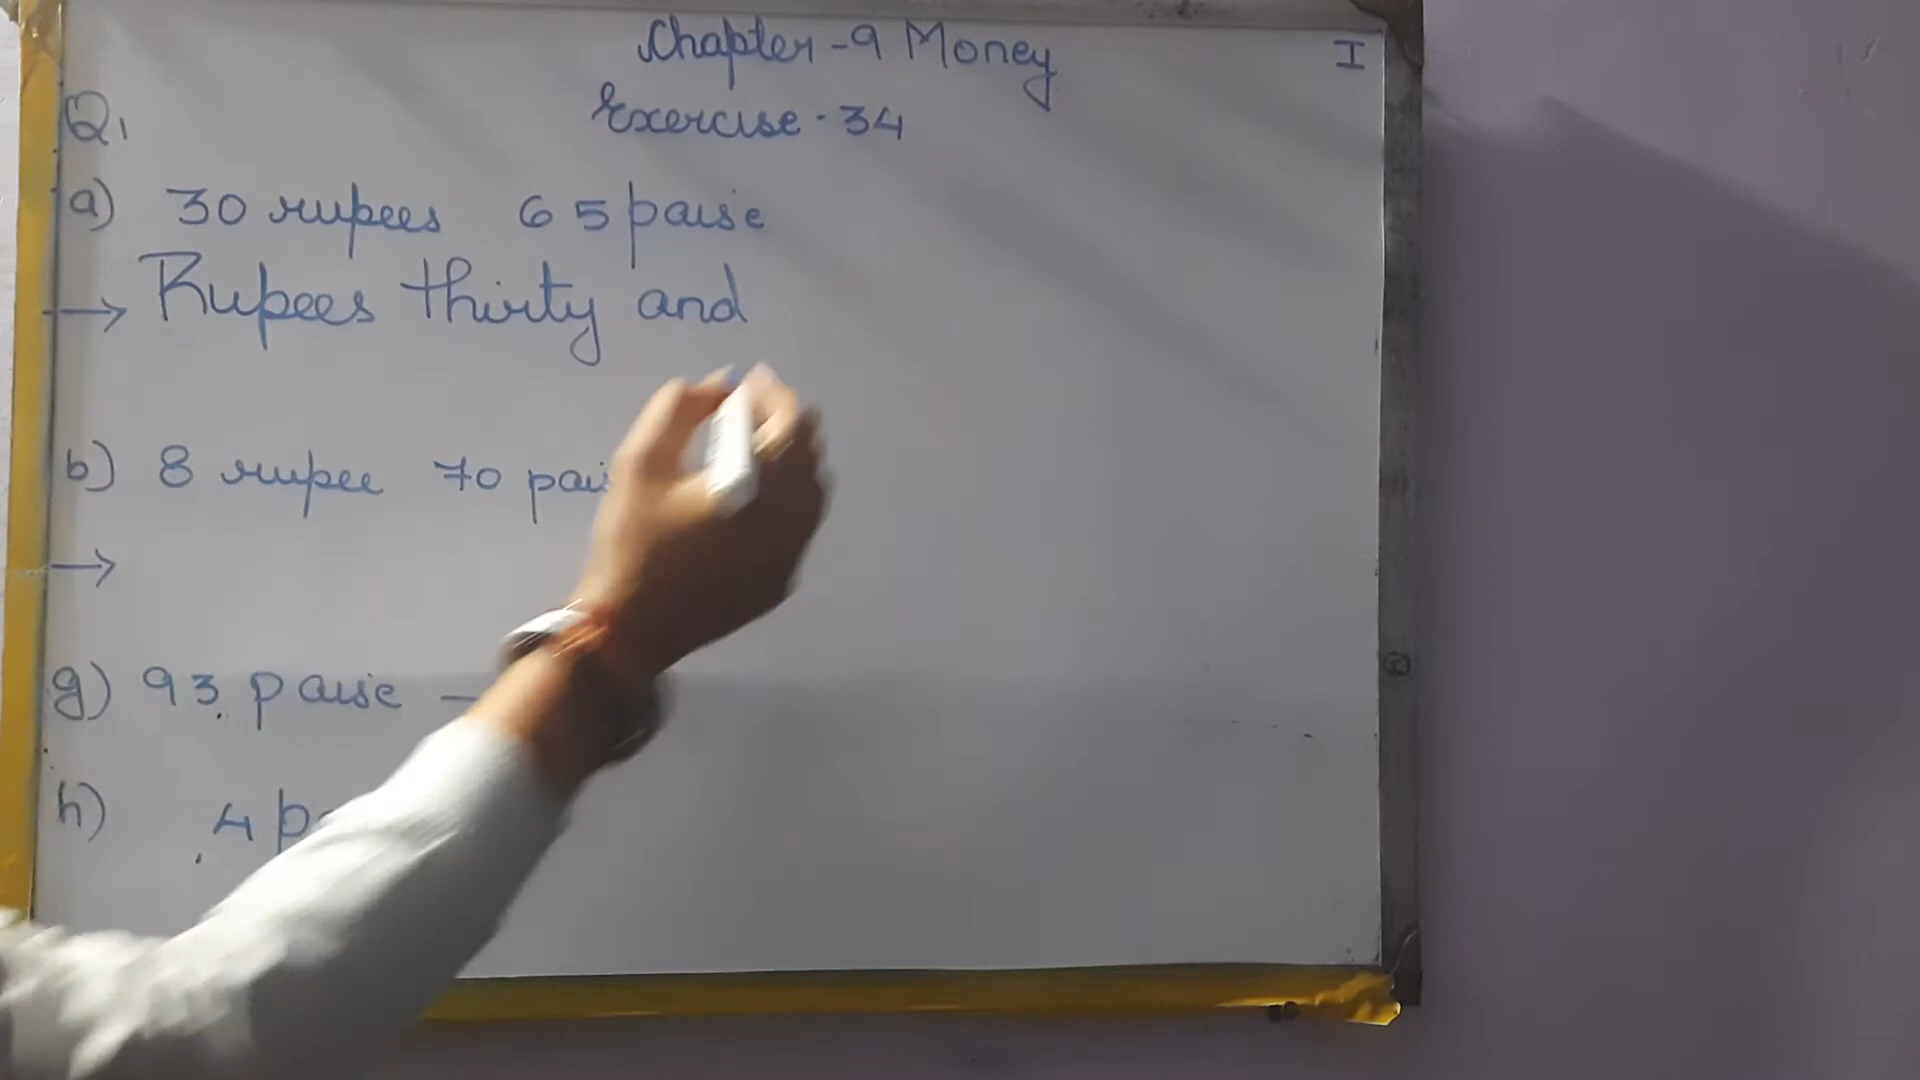 Chapter-9 Money I
Exercise.34
Q1
a) 30 rupees 65 paise
→ Rupees thirty and
b) 8 rupee 70
→
g) 93 paise -
h) 4